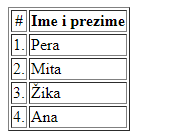 # Ime i prezime
1. Pera
2. Mita
3. Žika
4. Ana